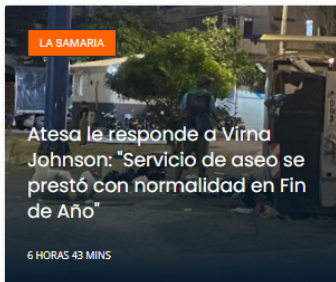 LA SAMARIA
Atesa le responde a Virna
Johnson: "Servicio de aseo se
prestó con normalidad en Fin
de Año"
6 HORAS 43 MINS